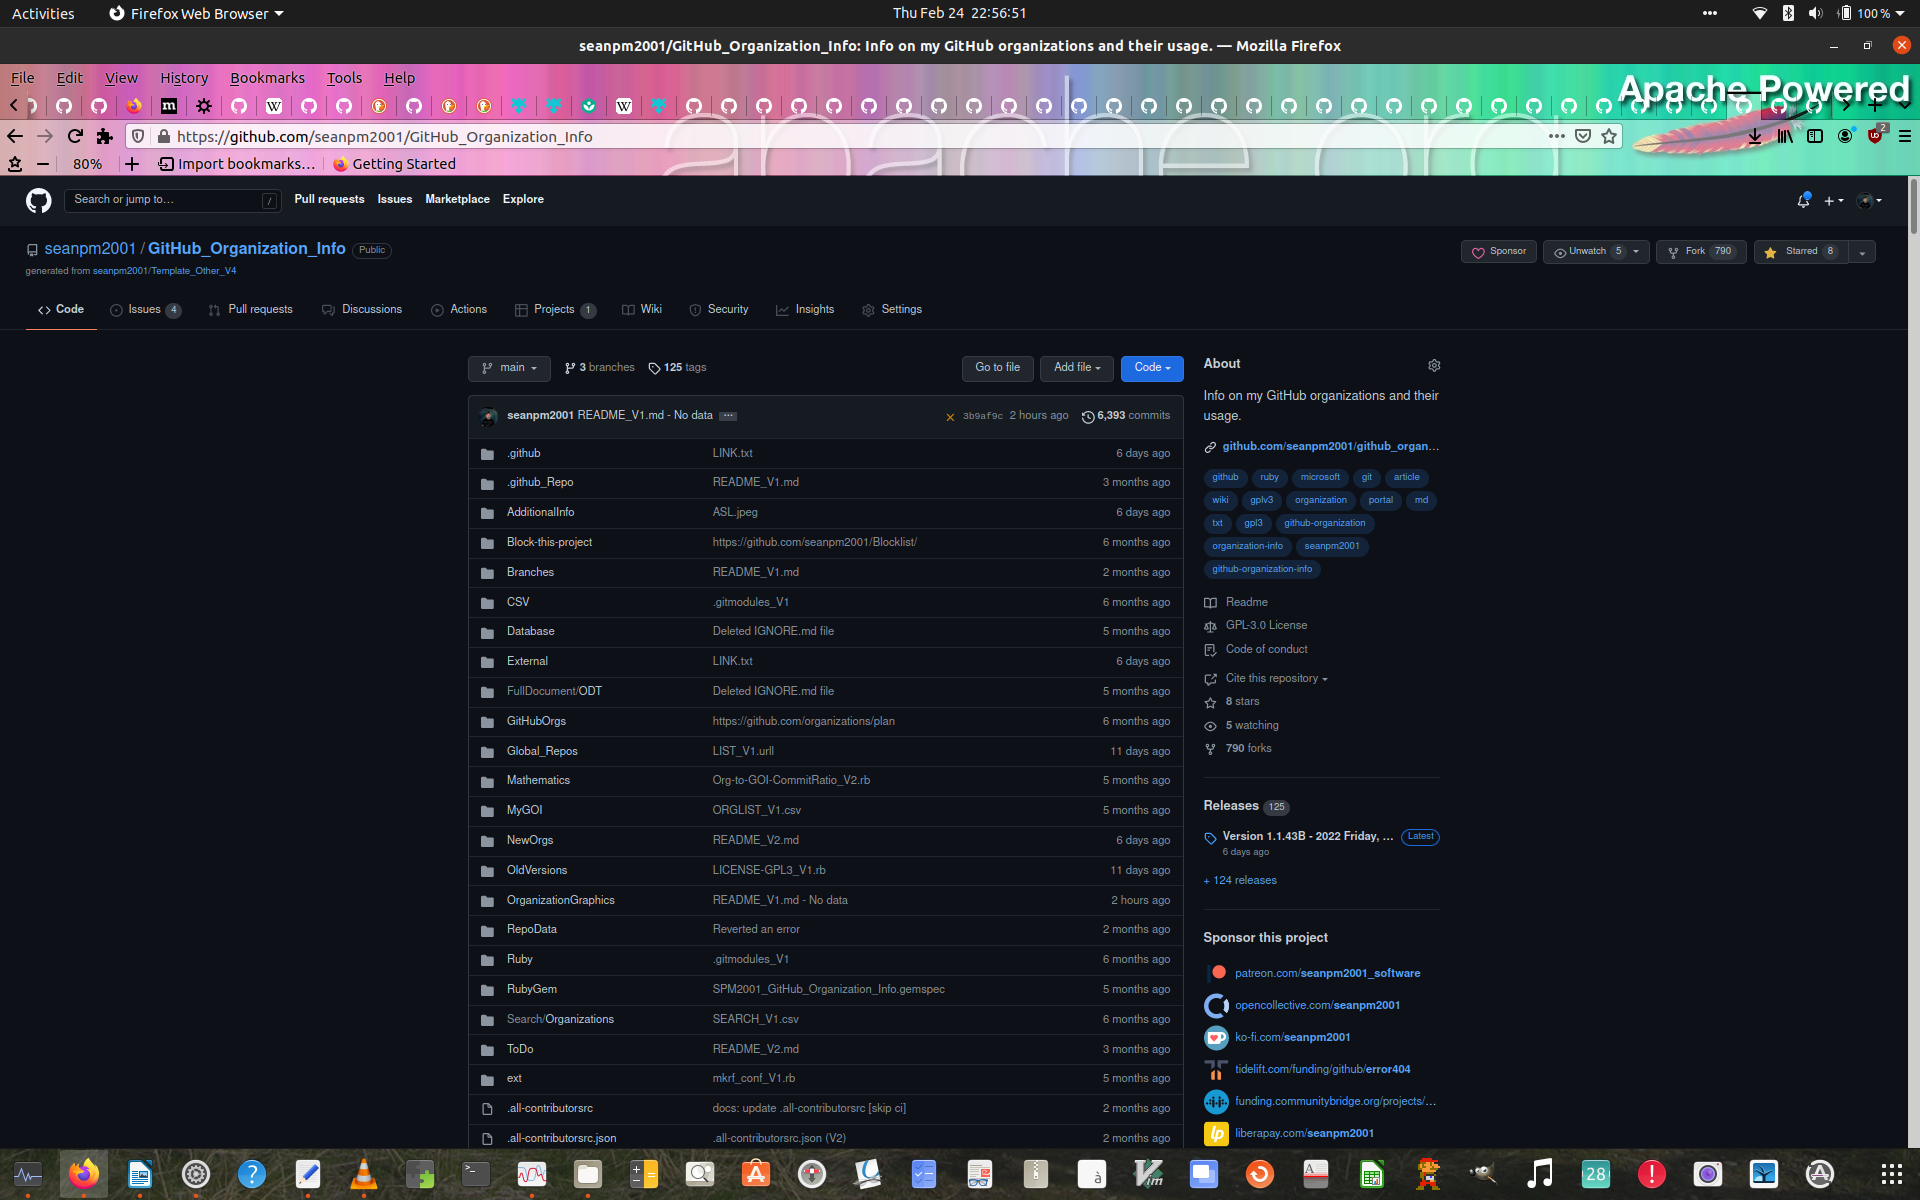 Activities Firefox Web Browser Thu Feb 24 22:56:51 100 %
seanpm2001/GitHub_Organization_Info: Info on my GitHub organizations and their usage. — Mozilla Firefox
File Edit View History Bookmarks Tools Help
Apache Powered
https://github.com/seanpm2001/GitHub_Organization_Info 2
80% Import bookmarks... Getting Started
apache.org
Search or jump to... / Pull requests Issues Marketplace Explore
seanpm2001 / GitHub_Organization_Info Public
Sponsor Unwatch 5 Fork 790 Starred 8
generated from seanpm2001/Template_Other_V4
Code Issues 4 Pull requests Discussions Actions Projects 1 Wiki Security Insights Settings
main 3 branches 125 tags Go to file Add file Code
seanpm2001 README_V1.md - No data ... 3b9af9c 2 hours ago 6,393 commits
.github LINK.txt 6 days ago
.github_Repo README_V1.md 3 months ago
AdditionalInfo ASL.jpeg 6 days ago
Block-this-project https://github.com/seanpm2001/Blocklist/ 6 months ago
Branches README_V1.md 2 months ago
CSV .gitmodules_V1 6 months ago
Database Deleted IGNORE.md file 5 months ago
External LINK.txt 6 days ago
FullDocument/ODT Deleted IGNORE.md file 5 months ago
GitHubOrgs https://github.com/organizations/plan 6 months ago
Global_Repos LIST_V1.urll 11 days ago
Mathematics Org-to-GOI-CommitRatio_V2.rb 5 months ago
MyGOI ORGLIST_V1.csv 5 months ago
NewOrgs README_V2.md 6 days ago
OldVersions LICENSE-GPL3_V1.rb 11 days ago
OrganizationGraphics README_V1.md - No data 2 hours ago
RepoData Reverted an error 2 months ago
Ruby .gitmodules_V1 6 months ago
RubyGem SPM2001_GitHub_Organization_Info.gemspec 5 months ago
Search/Organizations SEARCH_V1.csv 6 months ago
ToDo README_V2.md 3 months ago
ext mkrf_conf_V1.rb 5 months ago
.all-contributorsrc docs: update .all-contributorsrc [skip ci] 2 months ago
.all-contributorsrc.json .all-contributorsrc.json (V2) 2 months ago
About
Info on my GitHub organizations and their
usage.
github.com/seanpm2001/github_organ...
github ruby microsoft git article
wiki gplv3 organization portal md
txt gpl3 github-organization
organization-info seanpm2001
github-organization-info
Readme
GPL-3.0 License
Code of conduct
Cite this repository
8 stars
5 watching
790 forks
Releases 125
Version 1.1.43B - 2022 Friday, ... Latest
6 days ago
+ 124 releases
Sponsor this project
patreon.com/seanpm2001_software
opencollective.com/seanpm2001
ko-fi.com/seanpm2001
tidelift.com/funding/github/error404
funding.communitybridge.org/projects/...
liberapay.com/seanpm2001
28